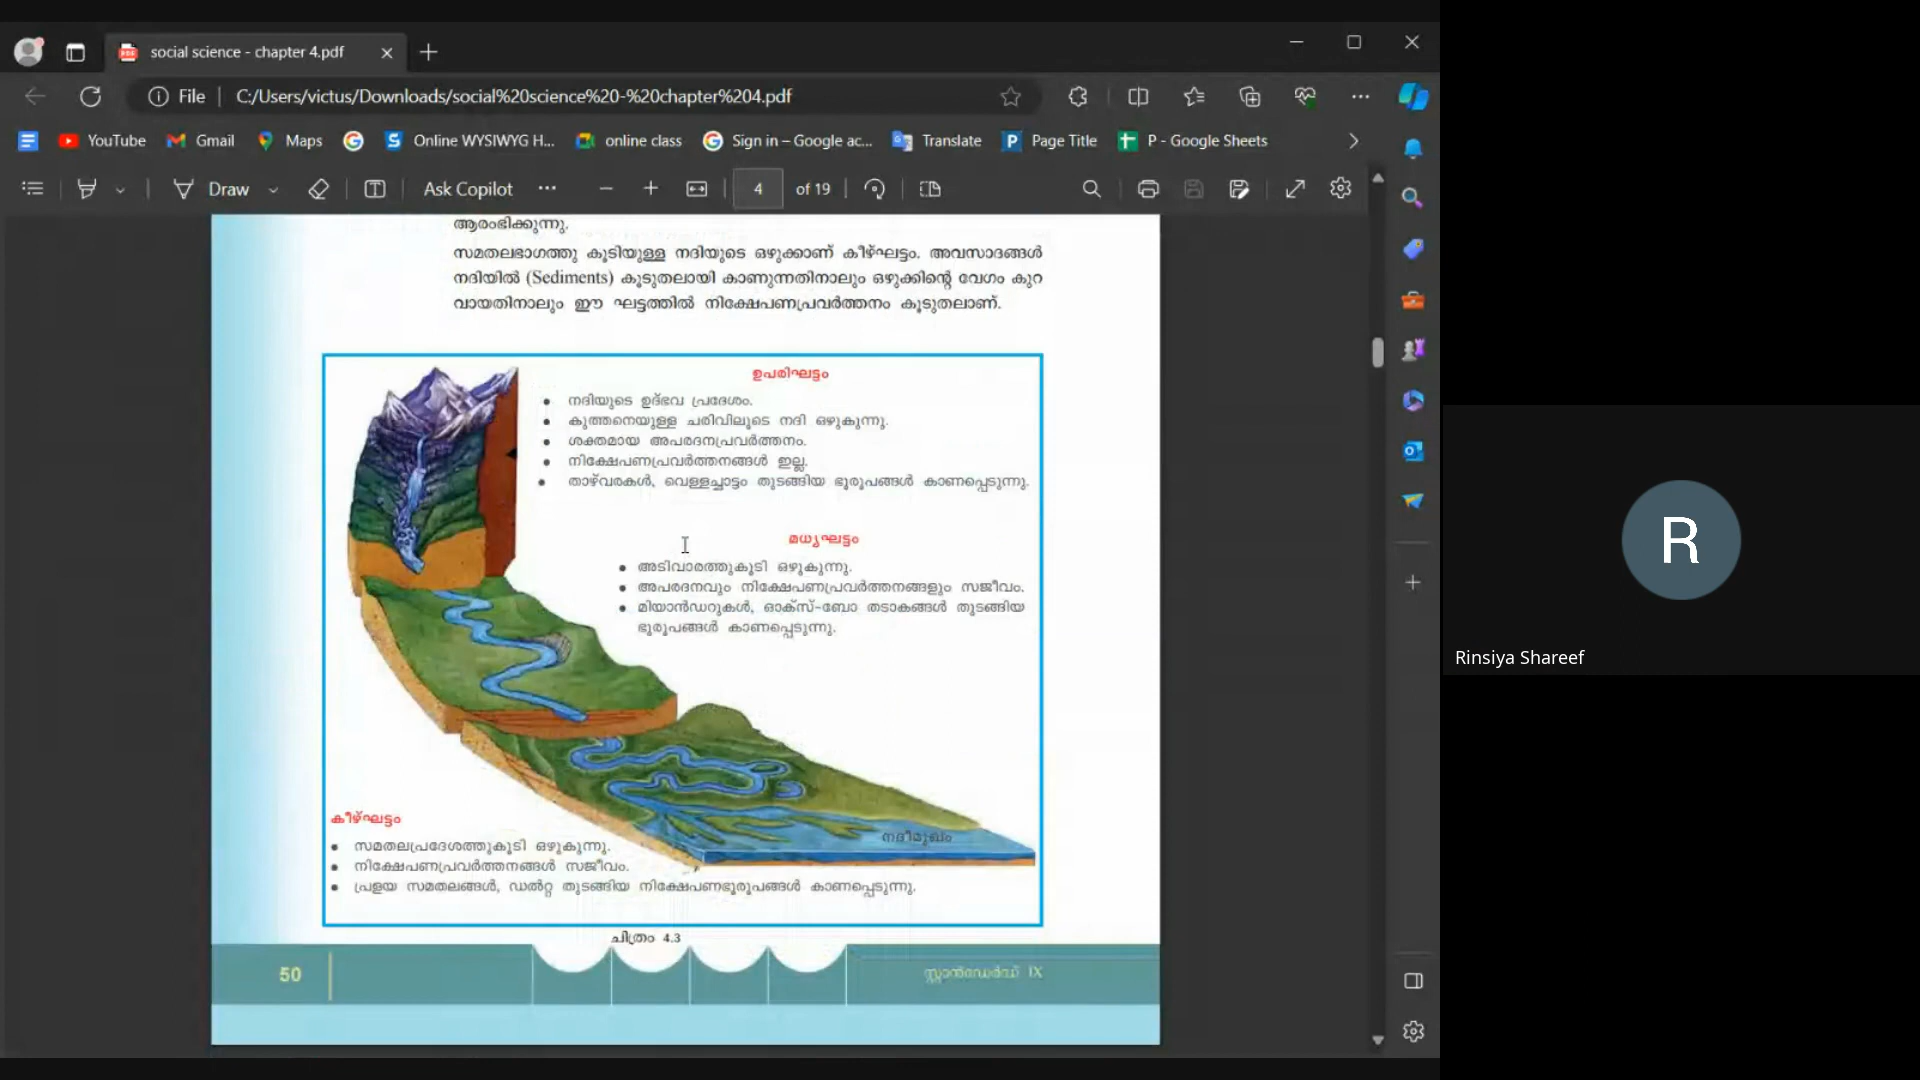 social science - chapter 4.pdf
File
C:/Users/victus/Downloads/social%20science%20-%20chapter%204.pdf
YouTube
Gmail
Maps
Online WYSIWYG H...
online class
Sign in – Google ac...
Translate
Page Title
P - Google Sheets
Draw
Ask Copilot
4 of 19
ആരംഭിക്കുന്നു.
സമതലഭാഗത്തു കൂടിയുള്ള നദിയുടെ ഒഴുക്കാണ് കീഴ്ഘട്ടം. അവസാദങ്ങൾ
നദിയിൽ (Sediments) കൂടുതലായി കാണുന്നതിനാലും ഒഴുക്കിന്റെ വേഗം കുറ
വായതിനാലും ഈ ഘട്ടത്തിൽ നിക്ഷേപണപ്രവർത്തനം കൂടുതലാണ്.
ഉപരിഘട്ടം
• നദിയുടെ ഉദ്ഭവ പ്രദേശം.
• കുത്തനെയുള്ള ചരിവിലൂടെ നദി ഒഴുകുന്നു.
• ശക്തമായ അപരദനപ്രവർത്തനം.
• നിക്ഷേപണപ്രവർത്തനങ്ങൾ ഇല്ല.
• താഴ്വരകൾ, വെള്ളച്ചാട്ടം തുടങ്ങിയ ഭൂരൂപങ്ങൾ കാണപ്പെടുന്നു.
മധ്യഘട്ടം
• അടിവാരത്തുകൂടി ഒഴുകുന്നു.
• അപരദനവും നിക്ഷേപണപ്രവർത്തനങ്ങളും സജീവം.
• മിയാൻഡറുകൾ, ഓക്സ്-ബോ തടാകങ്ങൾ തുടങ്ങിയ
ഭൂരൂപങ്ങൾ കാണപ്പെടുന്നു.
കീഴ്ഘട്ടം
• സമതലപ്രദേശത്തുകൂടി ഒഴുകുന്നു.
• നിക്ഷേപണപ്രവർത്തനങ്ങൾ സജീവം.
• പ്രളയ സമതലങ്ങൾ, ഡൽറ്റ തുടങ്ങിയ നിക്ഷേപണഭൂരൂപങ്ങൾ കാണപ്പെടുന്നു.
നദീമുഖം
ചിത്രം 4.3
50
സ്റ്റാൻഡേർഡ് IX
R
Rinsiya Shareef